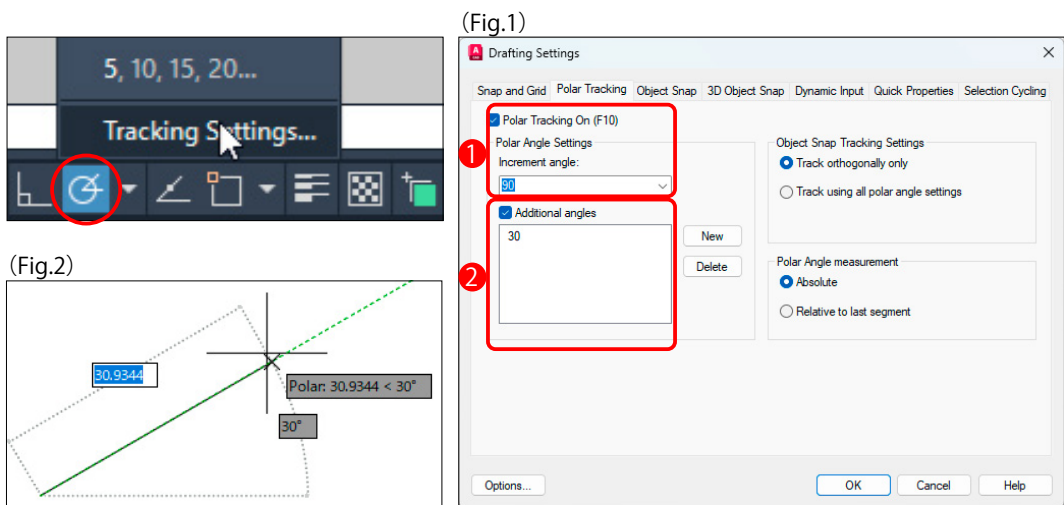 (Fig.1)
5, 10, 15, 20...
Tracking Settings...
(Fig.2)
30.9344
Polar: 30.9344 < 30°
30°
Drafting Settings
Snap and Grid Polar Tracking Object Snap 3D Object Snap Dynamic Input Quick Properties Selection Cycling
1
Polar Tracking On (F10)
Polar Angle Settings
Increment angle:
90
2
Additional angles
30
New
Delete
Object Snap Tracking Settings
Track orthogonally only
Track using all polar angle settings
Polar Angle measurement
Absolute
Relative to last segment
Options...
OK
Cancel
Help